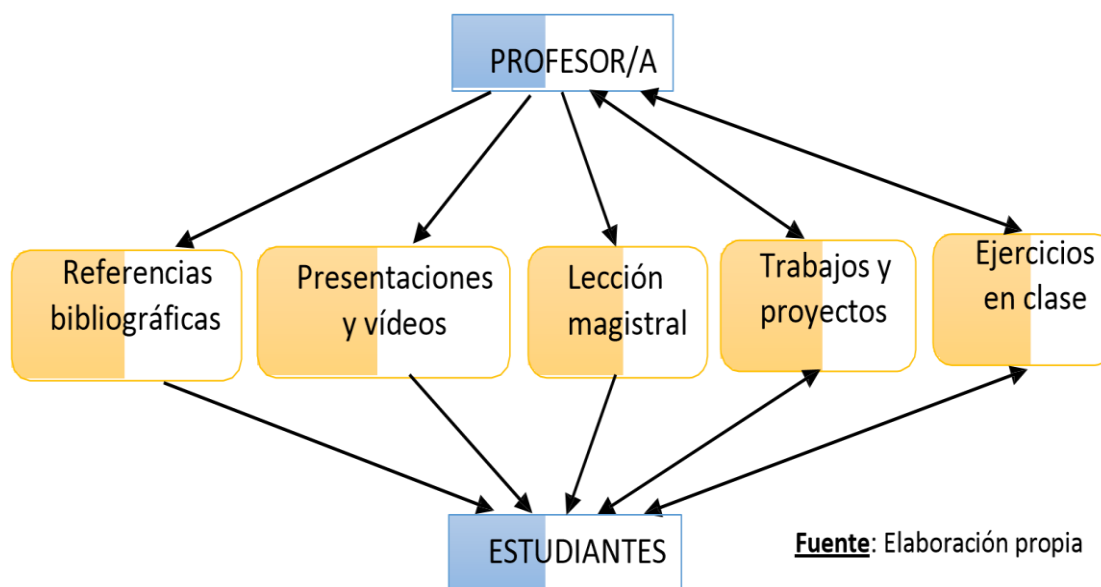 PROFESOR/A
Referencias
bibliográficas
Presentaciones
y vídeos
Lección
magistral
Trabajos y
proyectos
Ejercicios
en clase
ESTUDIANTES
Fuente: Elaboración propia